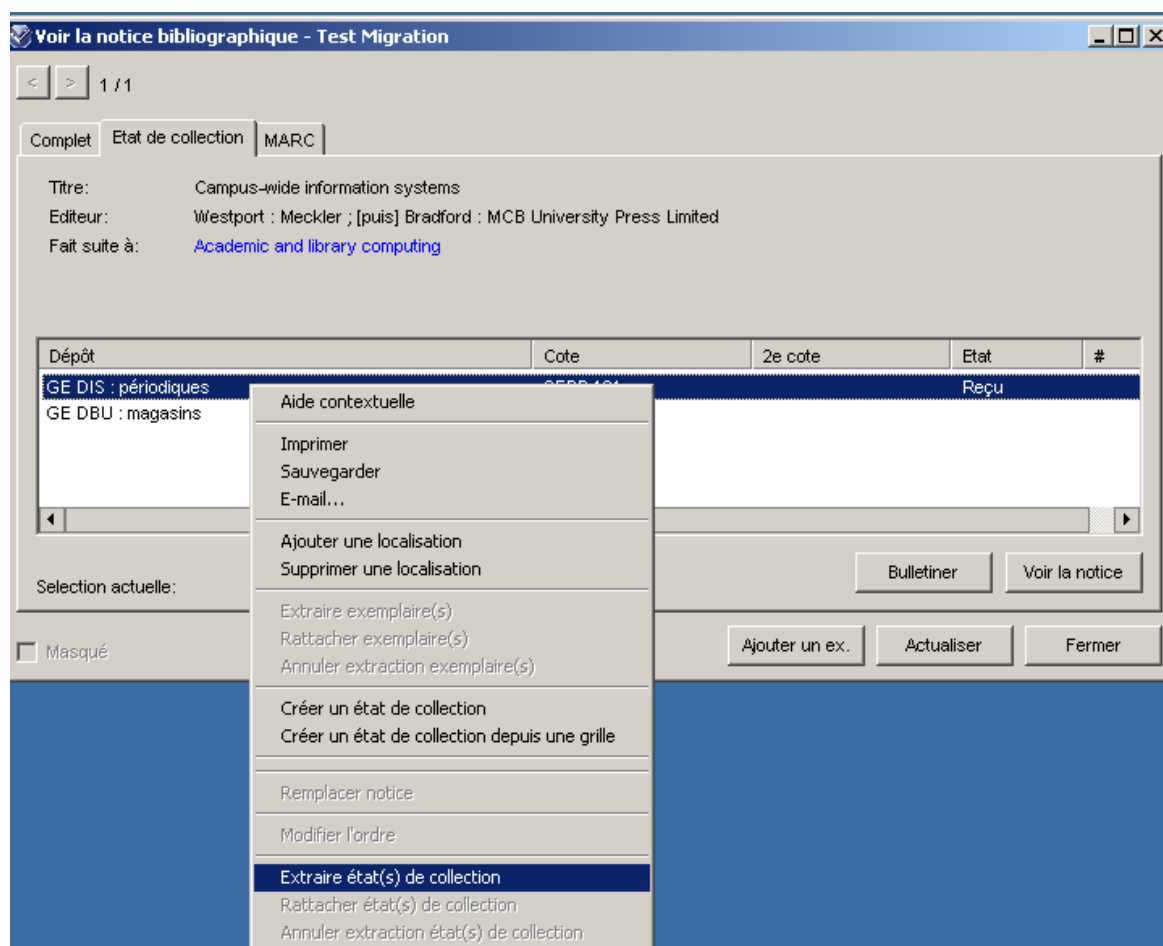 Voir la notice bibliographique - Test Migration
< > 1 / 1
Complet Etat de collection MARC
Titre: Campus-wide information systems
Editeur: Westport : Meckler ; [puis] Bradford : MCB University Press Limited
Fait suite à: Academic and library computing
Dépôt Cote 2e cote Etat #
GE DIS : périodiques Reçu
GE DBU : magasins
Aide contextuelle
Imprimer
Sauvegarder
E-mail...
Ajouter une localisation
Supprimer une localisation
Bulletiner Voir la notice
Selection actuelle:
Extraire exemplaire(s)
Rattacher exemplaire(s)
Annuler extraction exemplaire(s)
Masqué Ajouter un ex. Actualiser Fermer
Créer un état de collection
Créer un état de collection depuis une grille
Remplacer notice
Modifier l'ordre
Extraire état(s) de collection
Rattacher état(s) de collection
Annuler extraction état(s) de collection